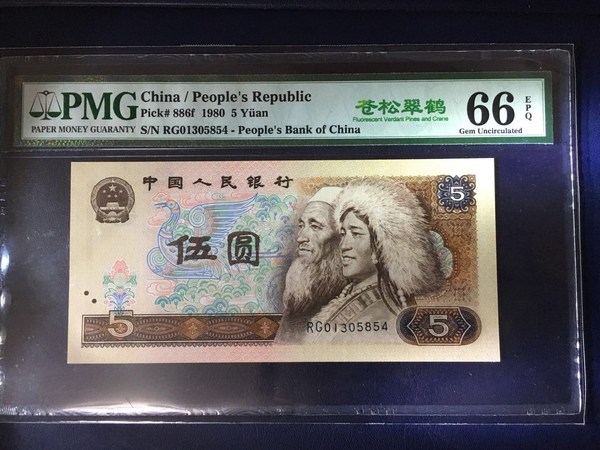 PMG
PAPER MONEY GUARANTY
China / People's Republic
Pick# 886f 1980 5 Yüan
S/N RG01305854 - People's Bank of China
苍松翠鹤
Fluorescent Verdant Pines and Crane
66 EPQ
Gem Uncirculated
中国人民银行
5
伍圆
RG01305854
5
5